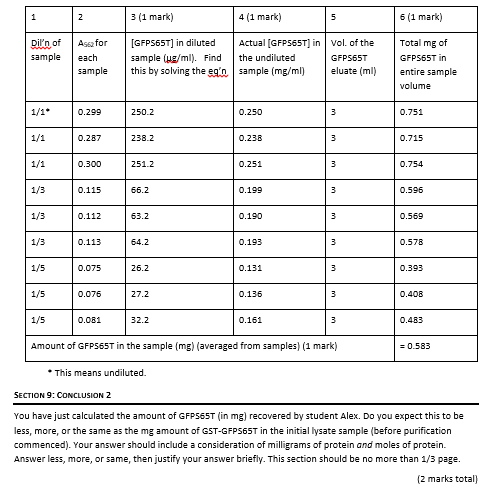 1 2 3 (1 mark) 4 (1 mark) 5 6 (1 mark)
Dil'n of A562 for [GFPS65T] in diluted Actual [GFPS65T] in Vol. of the Total mg of
sample each sample (µg/ml). Find the undiluted GFPS65T GFPS65T in
sample this by solving the eq'n sample (mg/ml) eluate (ml) entire sample
volume
1/1* 0.299 250.2 0.250 3 0.751
1/1 0.287 238.2 0.238 3 0.715
1/1 0.300 251.2 0.251 3 0.754
1/3 0.115 66.2 0.199 3 0.596
1/3 0.112 63.2 0.190 3 0.569
1/3 0.113 64.2 0.193 3 0.578
1/5 0.075 26.2 0.131 3 0.393
1/5 0.076 27.2 0.136 3 0.408
1/5 0.081 32.2 0.161 3 0.483
Amount of GFPS65T in the sample (mg) (averaged from samples) (1 mark) = 0.583
* This means undiluted.
SECTION 9: CONCLUSION 2
You have just calculated the amount of GFPS65T (in mg) recovered by student Alex. Do you expect this to be
less, more, or the same as the mg amount of GST-GFPS65T in the initial lysate sample (before purification
commenced). Your answer should include a consideration of milligrams of protein and moles of protein.
Answer less, more, or same, then justify your answer briefly. This section should be no more than 1/3 page.
(2 marks total)